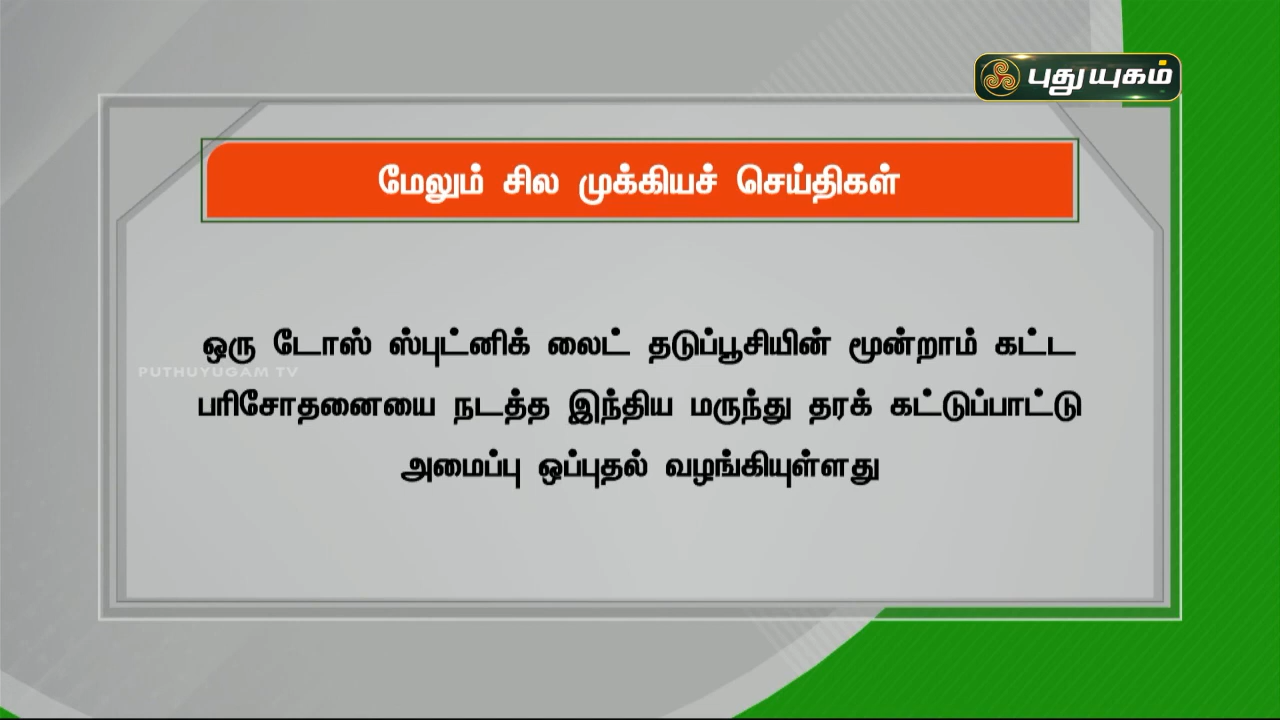 புதுயுகம்
மேலும் சில முக்கியச் செய்திகள்
ஒரு டோஸ் ஸ்புட்னிக் லைட் தடுப்பூசியின் மூன்றாம் கட்ட
PUTHUYUGAM TV
பரிசோதனையை நடத்த இந்திய மருந்து தரக் கட்டுப்பாட்டு
அமைப்பு ஒப்புதல் வழங்கியுள்ளது